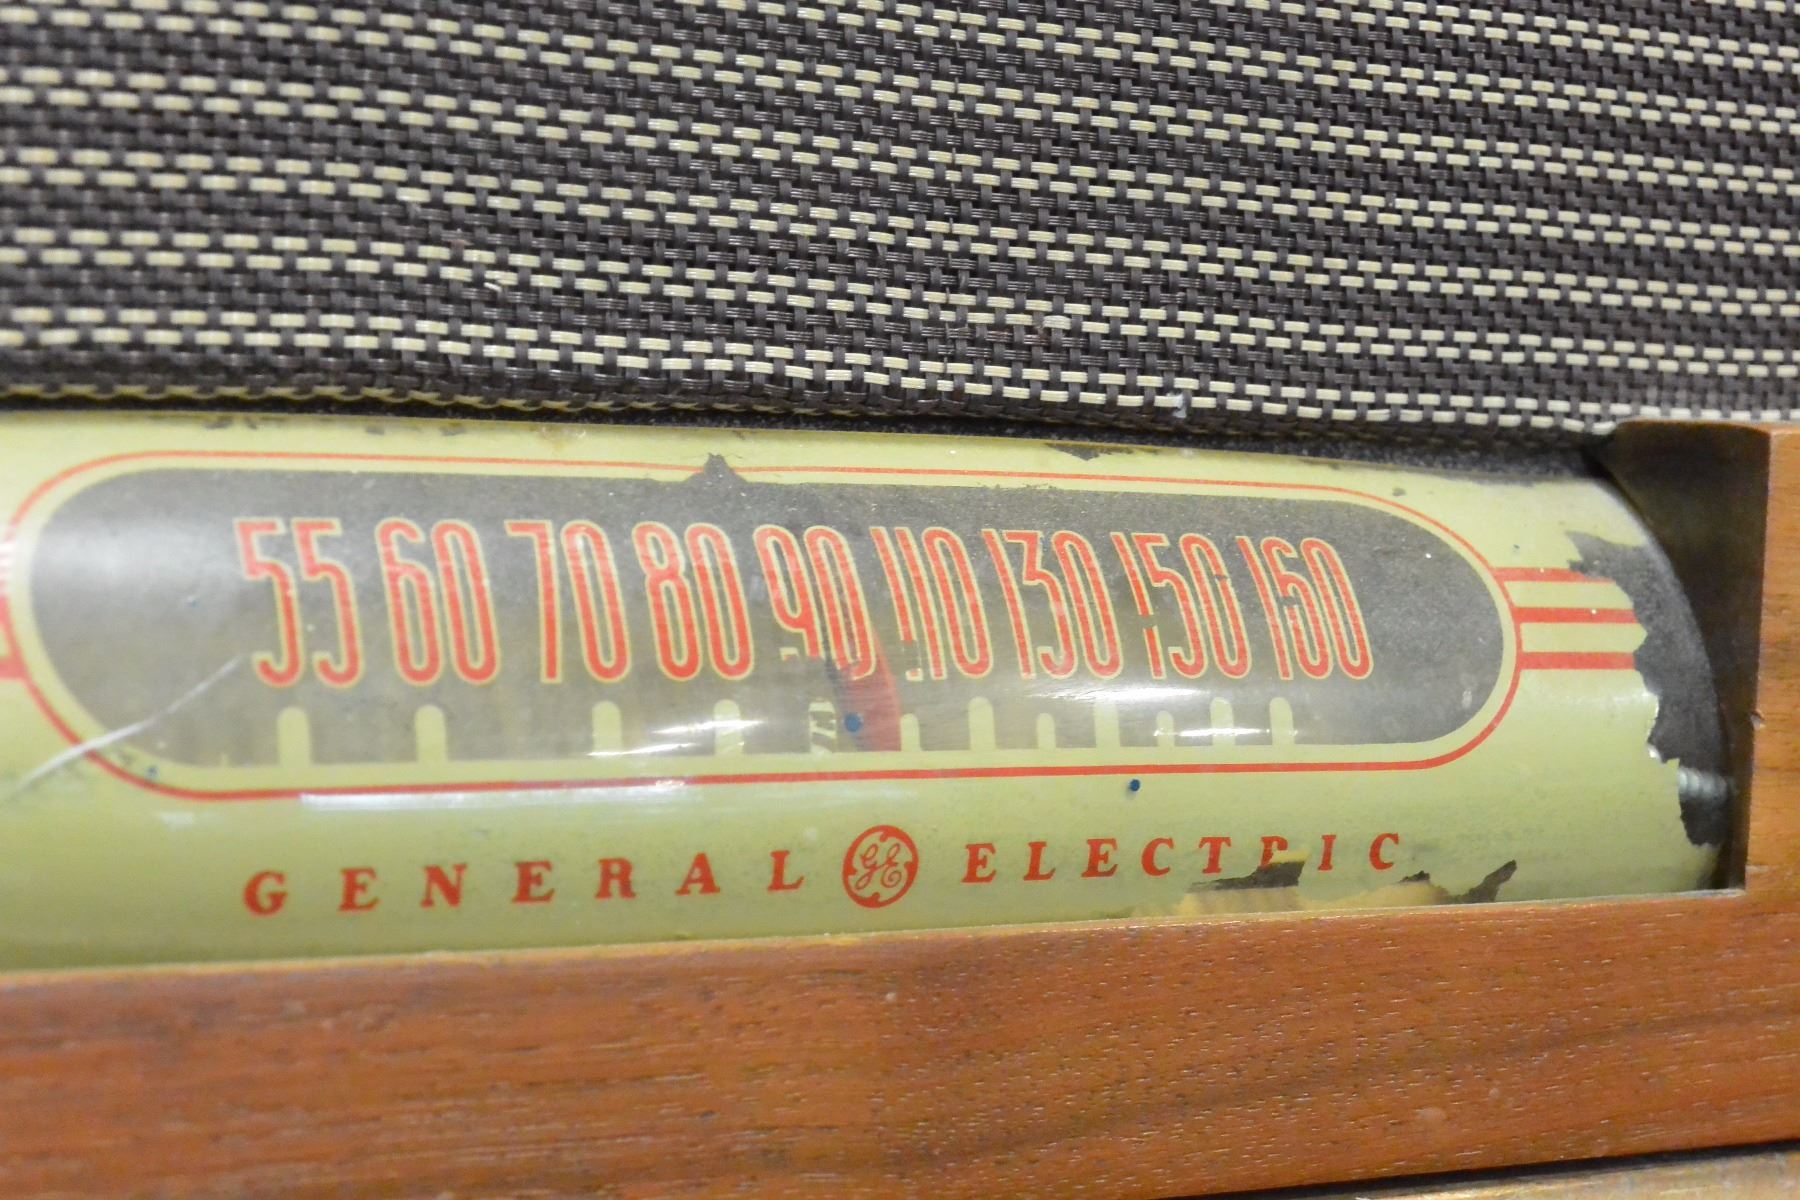 55 60 70 80 90 110 130 150 160
GENERAL GE ELECTRIC